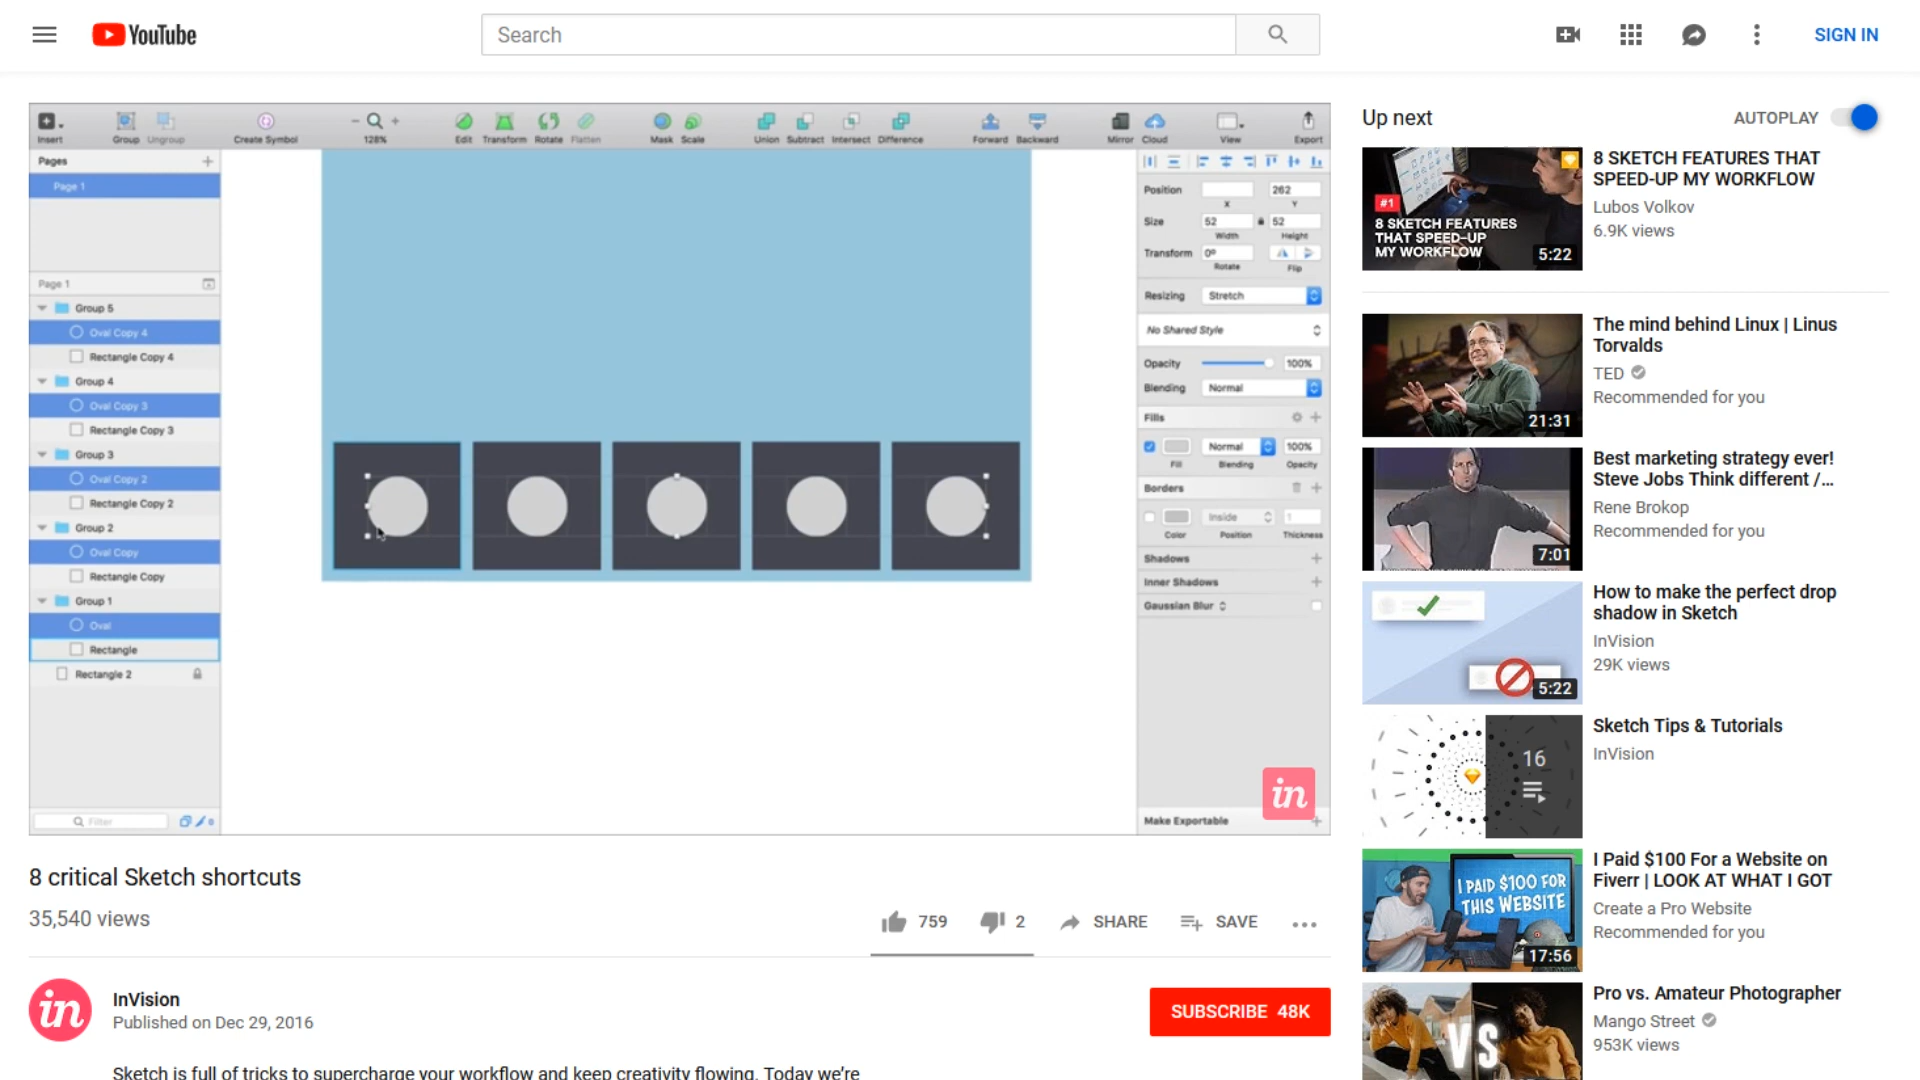 YouTube
Search
SIGN IN
Insert
Group
Ungroup
Create Symbol
128%
Edit
Transform
Rotate
Flatten
Mask
Scale
Union
Subtract
Intersect
Difference
Forward
Backward
Mirror
Cloud
View
Export
Pages
Page 1
Page 1
Group 5
Oval Copy 4
Rectangle Copy 4
Group 4
Oval Copy 3
Rectangle Copy 3
Group 3
Oval Copy 2
Rectangle Copy 2
Group 2
Oval Copy
Rectangle Copy
Group 1
Oval
Rectangle
Rectangle 2
Filter
0
Position
262
X
Y
Size
52
52
Width
Height
Transform
0º
Rotate
Flip
Resizing
Stretch
No Shared Style
Opacity
100%
Blending
Normal
Fills
Normal
100%
Fill
Blending
Opacity
Borders
Inside
1
Color
Position
Thickness
Shadows
Inner Shadows
Gaussian Blur
Make Exportable
in
8 critical Sketch shortcuts
35,540 views
759
2
SHARE
SAVE
in
InVision
Published on Dec 29, 2016
SUBSCRIBE 48K
Sketch is full of tricks to supercharge your workflow and keep creativity flowing. Today we're
Up next
AUTOPLAY
#1
8 SKETCH FEATURES
THAT SPEED-UP
MY WORKFLOW
5:22
8 SKETCH FEATURES THAT
SPEED-UP MY WORKFLOW
Lubos Volkov
6.9K views
21:31
The mind behind Linux | Linus
Torvalds
TED
Recommended for you
7:01
Best marketing strategy ever!
Steve Jobs Think different /...
Rene Brokop
Recommended for you
5:22
How to make the perfect drop
shadow in Sketch
InVision
29K views
16
Sketch Tips & Tutorials
InVision
I PAID $100 FOR
THIS WEBSITE
17:56
I Paid $100 For a Website on
Fiverr | LOOK AT WHAT I GOT
Create a Pro Website
Recommended for you
VS
Pro vs. Amateur Photographer
Mango Street
953K views